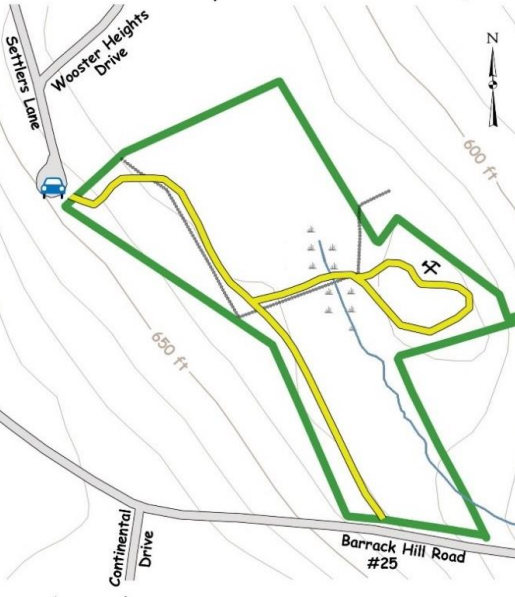 Settlers Lane
Wooster Heights
Drive
N
600 ft
650 ft
Continental
Drive
Barrack Hill Road
#25